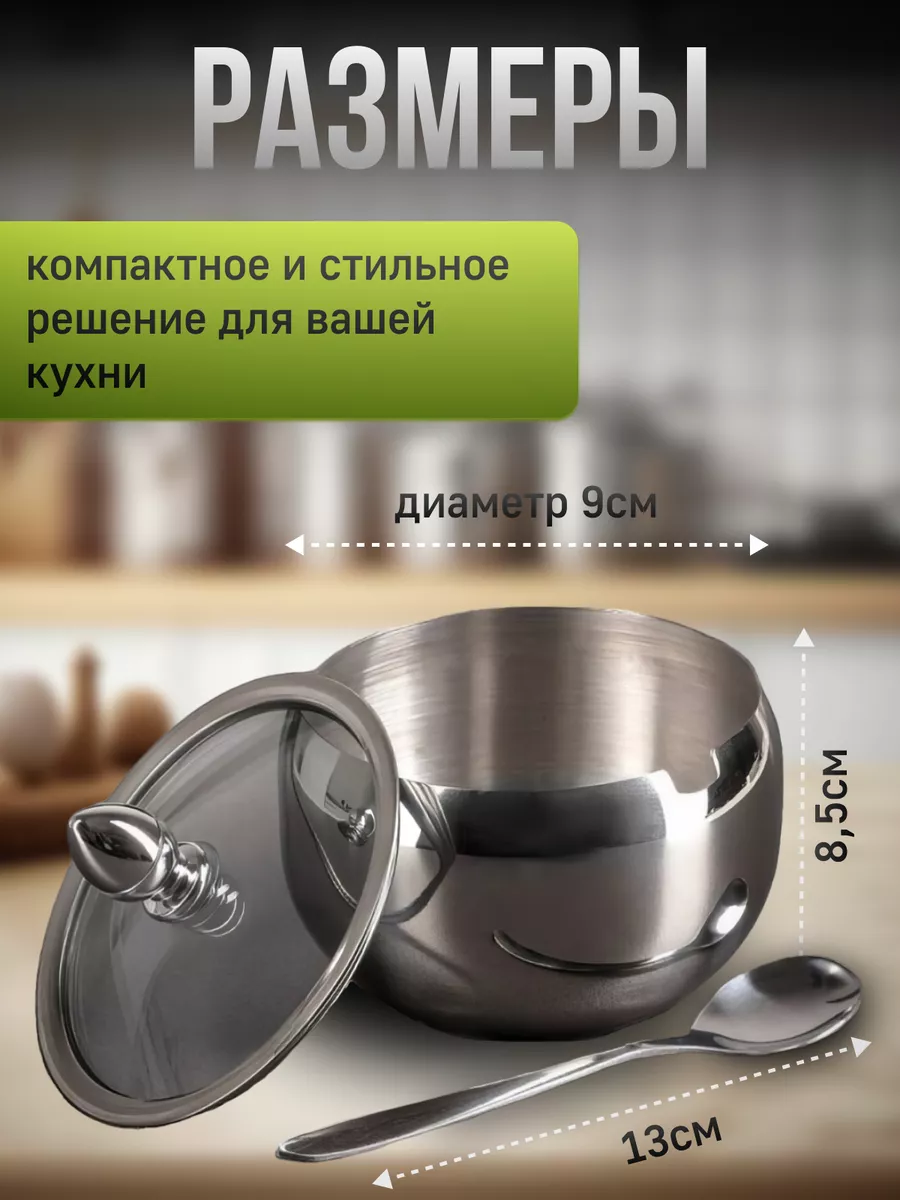 РАЗМЕРЫ
компактное и стильное
решение для вашей
кухни
диаметр 9см
8,5см
13см